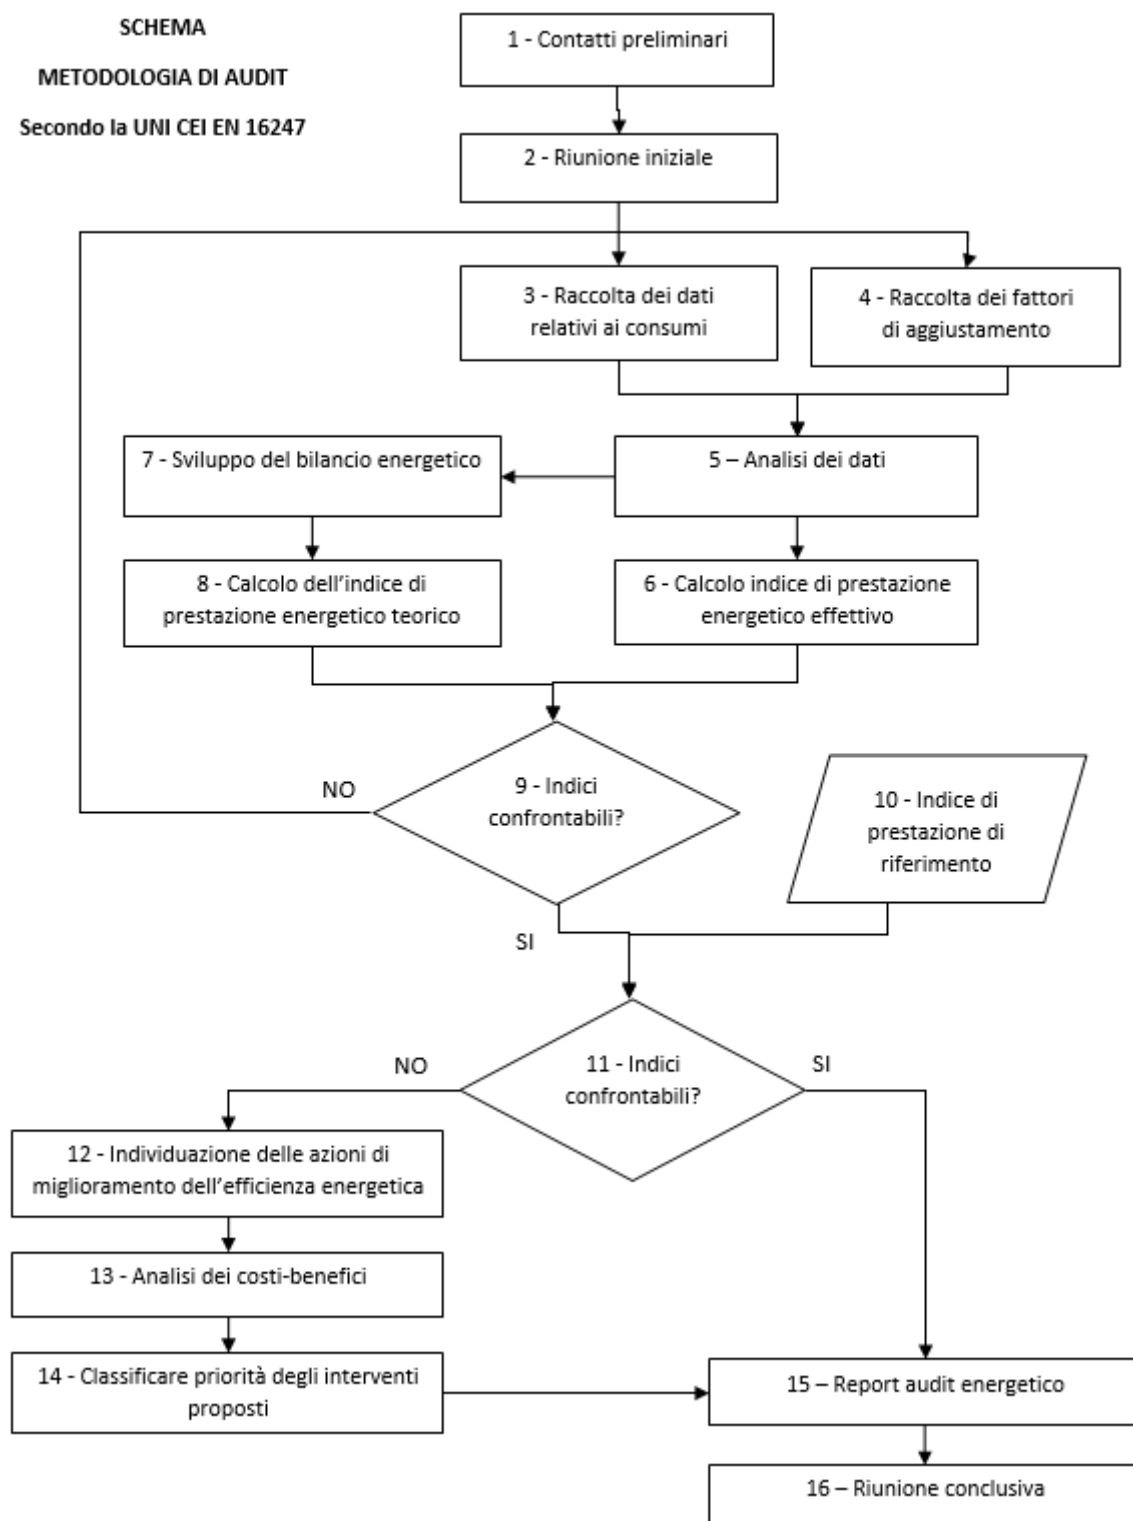 SCHEMA
METODOLOGIA DI AUDIT
Secondo la UNI CEI EN 16247
1 - Contatti preliminari
2 - Riunione iniziale
3 - Raccolta dei dati
relativi ai consumi
4 - Raccolta dei fattori
di aggiustamento
7 - Sviluppo del bilancio energetico
5 – Analisi dei dati
8 - Calcolo dell'indice di
prestazione energetico teorico
6 - Calcolo indice di prestazione
energetico effettivo
NO
9 - Indici
confrontabili?
10 - Indice di
prestazione di
riferimento
SI
NO
11 - Indici
confrontabili?
SI
12 - Individuazione delle azioni di
miglioramento dell'efficienza energetica
13 - Analisi dei costi-benefici
14 - Classificare priorità degli interventi
proposti
15 – Report audit energetico
16 – Riunione conclusiva